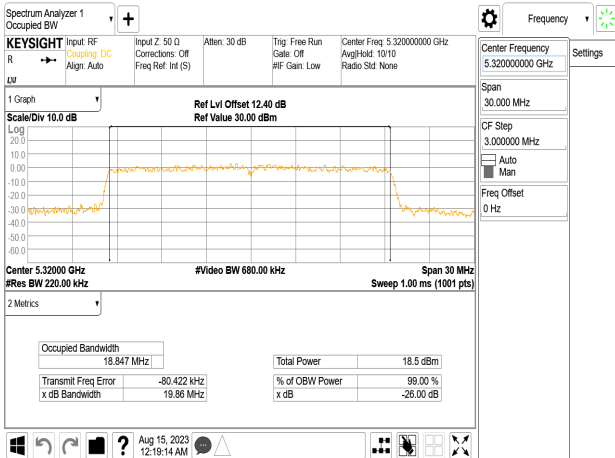 Spectrum Analyzer 1
Occupied BW
KEYSIGHT
R
Input: RF
Coupling: DC
Align: Auto
Input Z: 50 Ω
Corrections: Off
Freq Ref: Int (S)
Atten: 30 dB
Trig: Free Run
Gate: Off
#IF Gain: Low
Center Freq: 5.320000000 GHz
Avg|Hold: 10/10
Radio Std: None
LXI
1 Graph
Scale/Div 10.0 dB
Ref Lvl Offset 12.40 dB
Ref Value 30.00 dBm
Log
20.0
10.0
0.00
-10.0
-20.0
-30.0
-40.0
-50.0
-60.0
Center 5.32000 GHz
#Video BW 680.00 kHz
Span 30 MHz
#Res BW 220.00 kHz
Sweep 1.00 ms (1001 pts)
2 Metrics
Occupied Bandwidth
18.847 MHz
Total Power 18.5 dBm
Transmit Freq Error -80.422 kHz
% of OBW Power 99.00 %
x dB Bandwidth 19.86 MHz
x dB -26.00 dB
Aug 15, 2023
12:19:14 AM
Frequency
Center Frequency
5.320000000 GHz
Settings
Span
30.000 MHz
CF Step
3.000000 MHz
Auto
Man
Freq Offset
0 Hz